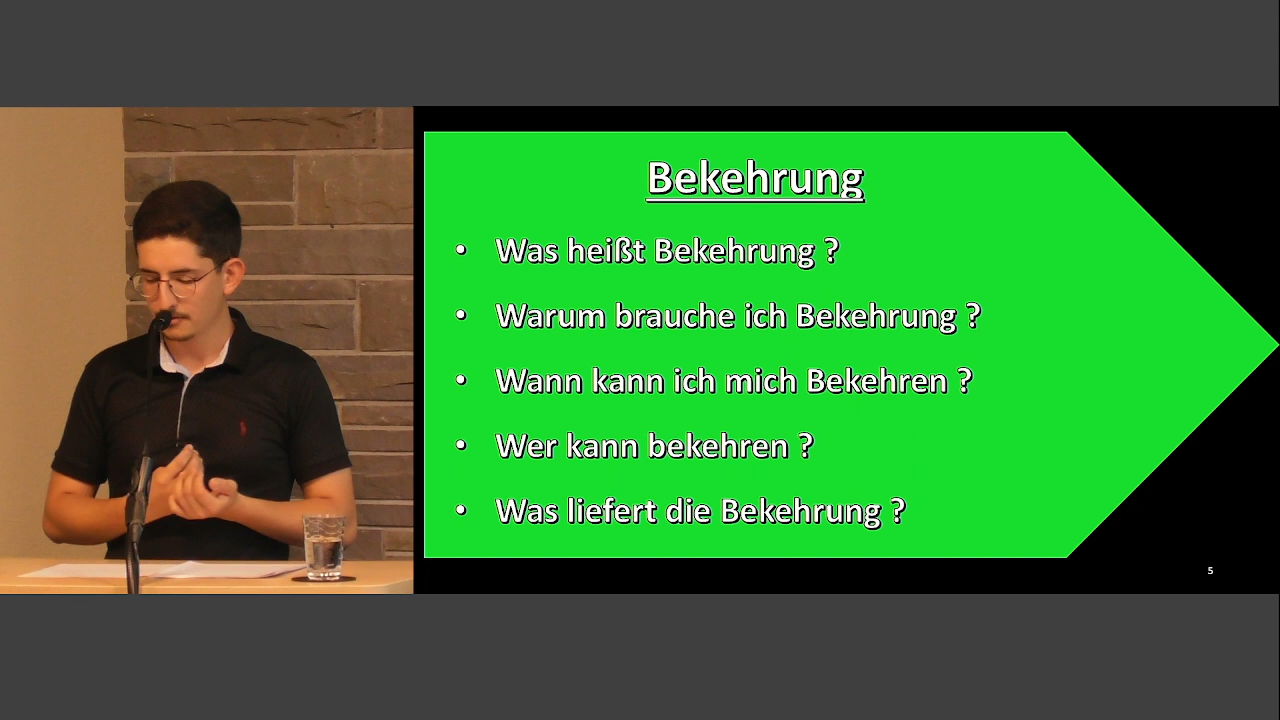 Bekehrung
• Was heißt Bekehrung ?
• Warum brauche ich Bekehrung ?
• Wann kann ich mich Bekehren ?
• Wer kann bekehren ?
• Was liefert die Bekehrung ?
5